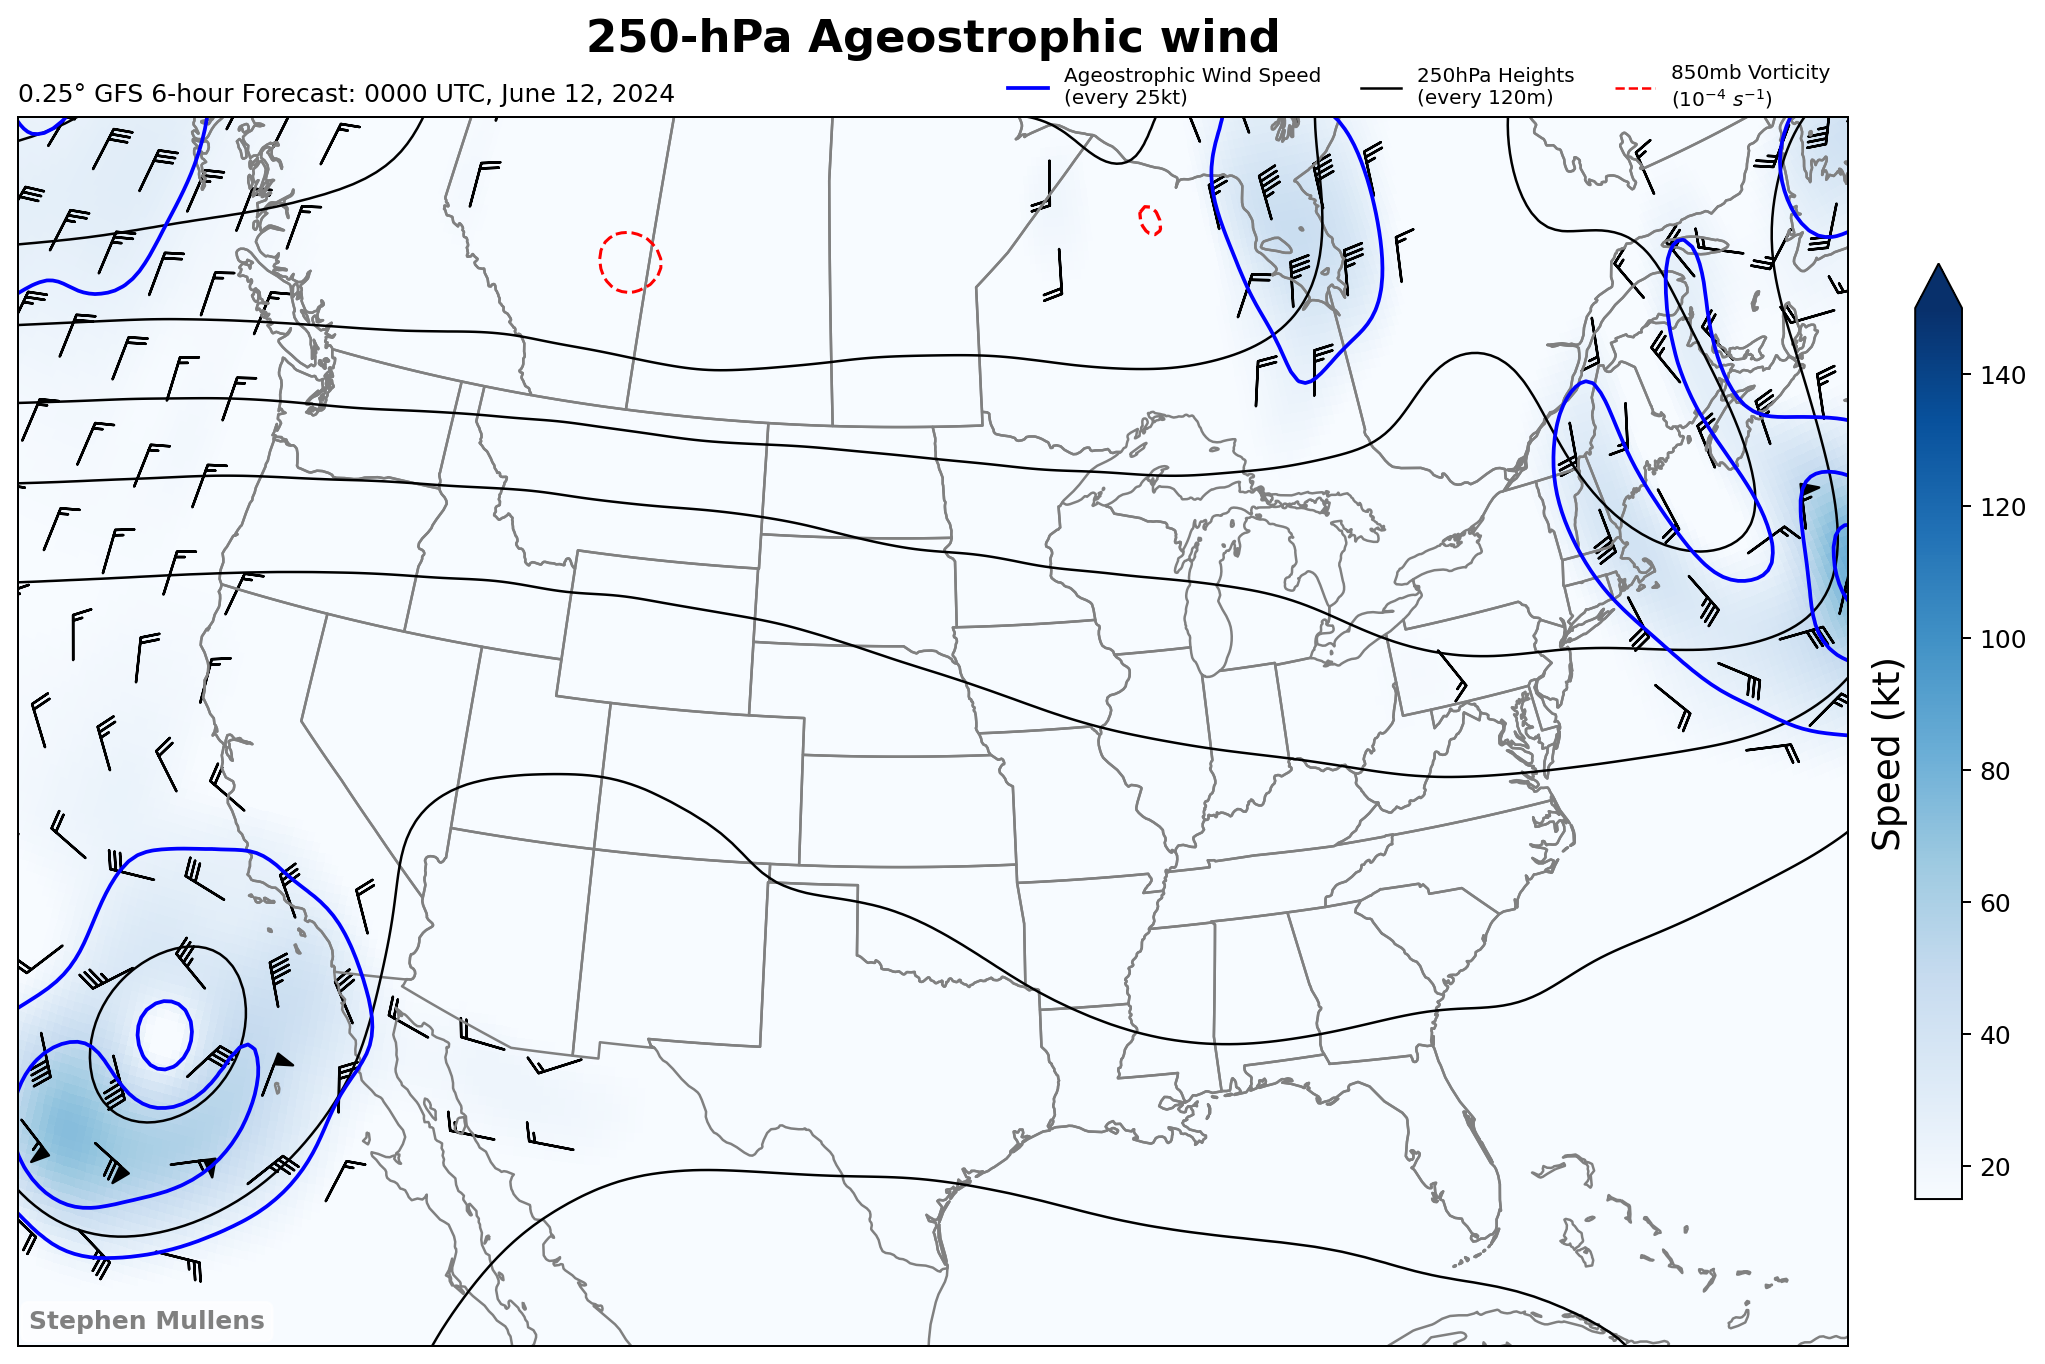 250-hPa Ageostrophic wind
0.25° GFS 6-hour Forecast: 0000 UTC, June 12, 2024
Ageostrophic Wind Speed
(every 25kt)
250hPa Heights
(every 120m)
850mb Vorticity
(10⁻⁴ s⁻¹)
140
120
100
80
60
40
20
Speed (kt)
Stephen Mullens